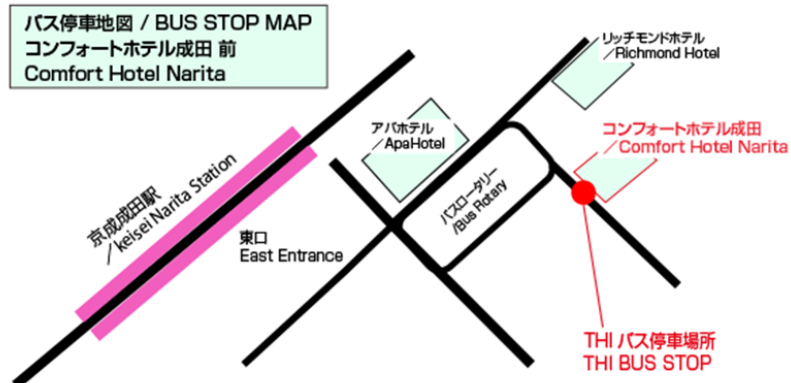 バス停車地図 / BUS STOP MAP
コンフォートホテル成田 前
Comfort Hotel Narita
リッチモンドホテル
/Richmond Hotel
アパホテル
/ApaHotel
コンフォートホテル成田
/Comfort Hotel Narita
京成成田駅
/keisei Narita Station
バスロータリー
/Bus Rotary
東口
East Entrance
THI バス停車場所
THI BUS STOP